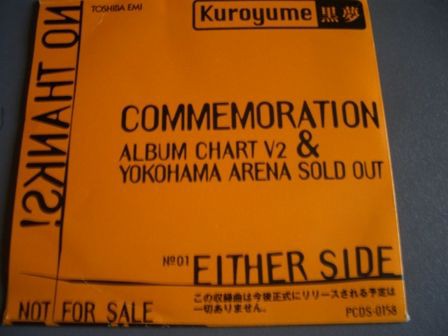 TOSHIBA EMI
Kuroyume 黒夢
NO THANKS!
COMMEMORATION
ALBUM CHART V2 &
YOKOHAMA ARENA SOLD OUT
No01 EITHER SIDE
この収録曲は今後正式にリリースされる予定は
一切ありません。
NOT FOR SALE
PCDS-0158